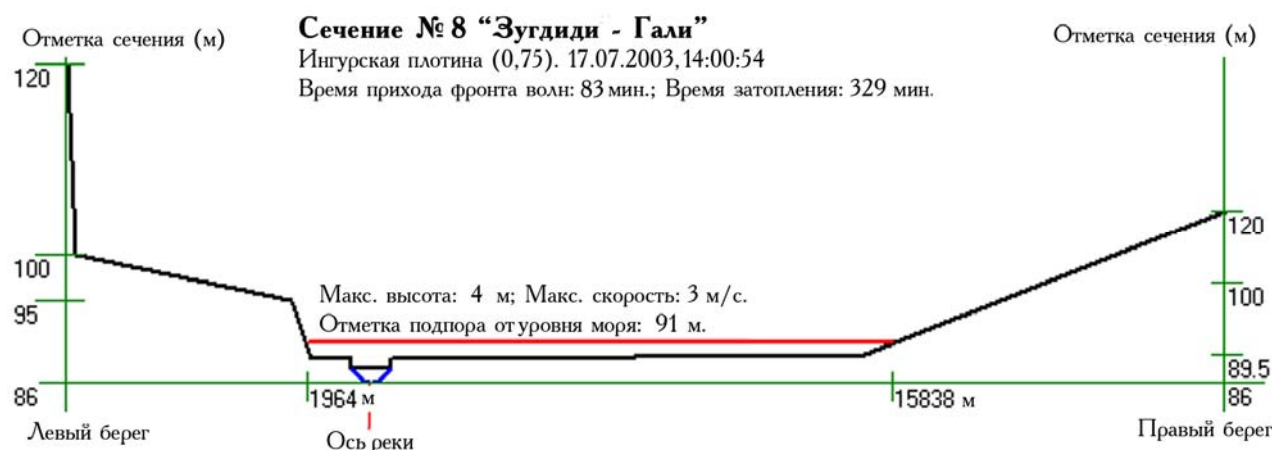 Сечение № 8 “Зугдиди - Гали”
Ингурская плотина (0,75). 17.07.2003,14:00:54
Время прихода фронта волн: 83 мин.; Время затопления: 329 мин.
Отметка сечения (м)
Отметка сечения (м)
120
100
95
86
Макс. высота: 4 м; Макс. скорость: 3 м/с.
Отметка подпора от уровня моря: 91 м.
120
100
89.5
86
1964 м
15838 м
Левый берег
Ось реки
Правый берег